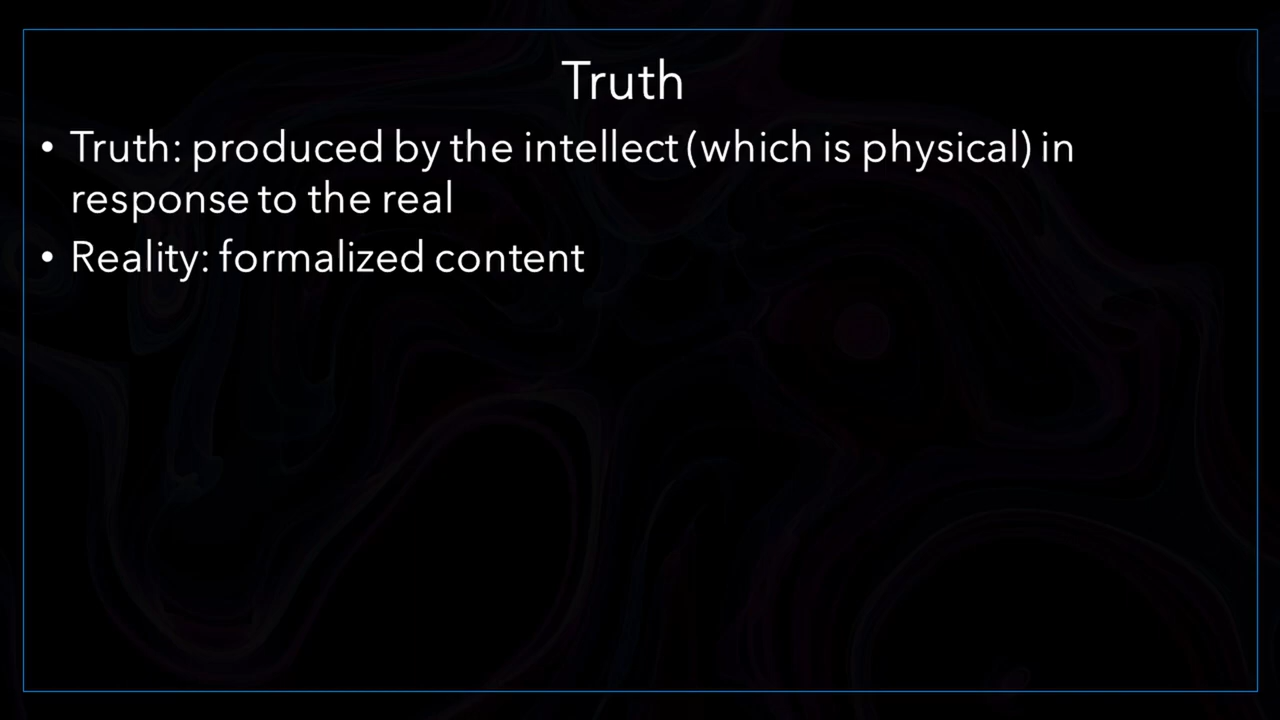 Truth
• Truth: produced by the intellect (which is physical) in
response to the real
• Reality: formalized content